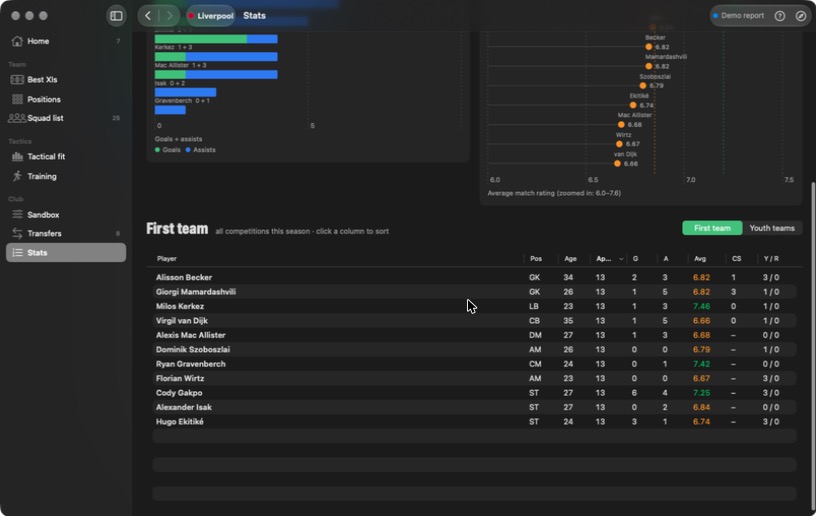 Liverpool Stats
Demo report
Home 7
Team
Best XIs
Positions
Squad list 25
Tactics
Tactical fit
Training
Club
Sandbox
Transfers 8
Stats
Kerkez 1 + 3
Mac Allister 1 + 3
Isak 0 + 2
Gravenberch 0 + 1
0 5
Goals + assists
Goals Assists
Becker
6.82
Mamardashvili
6.82
Szoboszlai
6.79
Ekitiké
6.74
Mac Allister
6.68
Wirtz
6.67
van Dijk
6.66
6.0 6.5 7.0 7.5
Average match rating (zoomed in: 6.0–7.6)
First team all competitions this season · click a column to sort
First team Youth teams
Player Pos Age Ap... G A Avg CS Y / R
Alisson Becker GK 34 13 2 3 6.82 1 3 / 0
Giorgi Mamardashvili GK 26 13 1 5 6.82 3 1 / 0
Milos Kerkez LB 23 13 1 3 7.46 0 1 / 0
Virgil van Dijk CB 35 13 1 5 6.66 0 1 / 0
Alexis Mac Allister DM 27 13 1 3 6.68 – 0 / 0
Dominik Szoboszlai AM 26 13 0 0 6.79 – 1 / 0
Ryan Gravenberch CM 24 13 0 1 7.42 – 0 / 0
Florian Wirtz AM 23 13 0 0 6.67 – 3 / 0
Cody Gakpo ST 27 13 6 4 7.25 – 3 / 0
Alexander Isak ST 27 13 0 2 6.84 – 0 / 0
Hugo Ekitiké ST 24 13 3 1 6.74 – 3 / 0